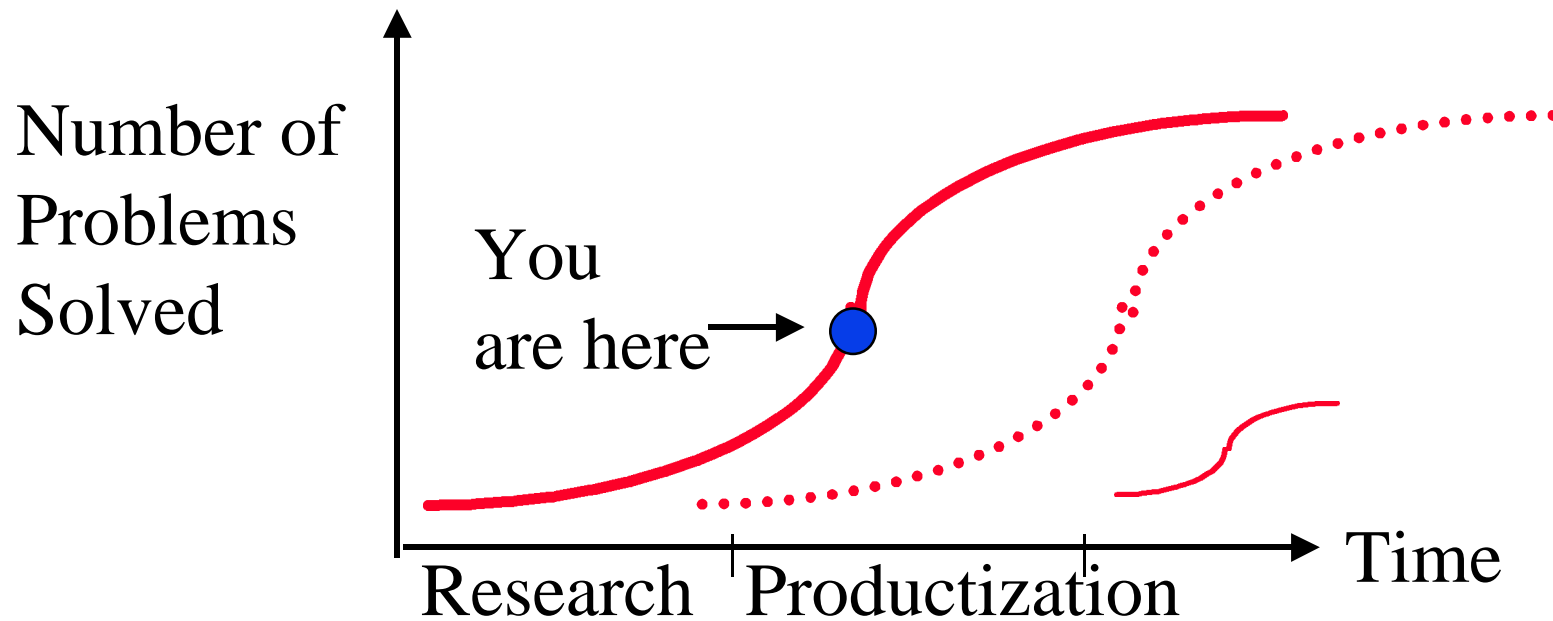 Number of
Problems
Solved
You
are here
Time
Research
Productization